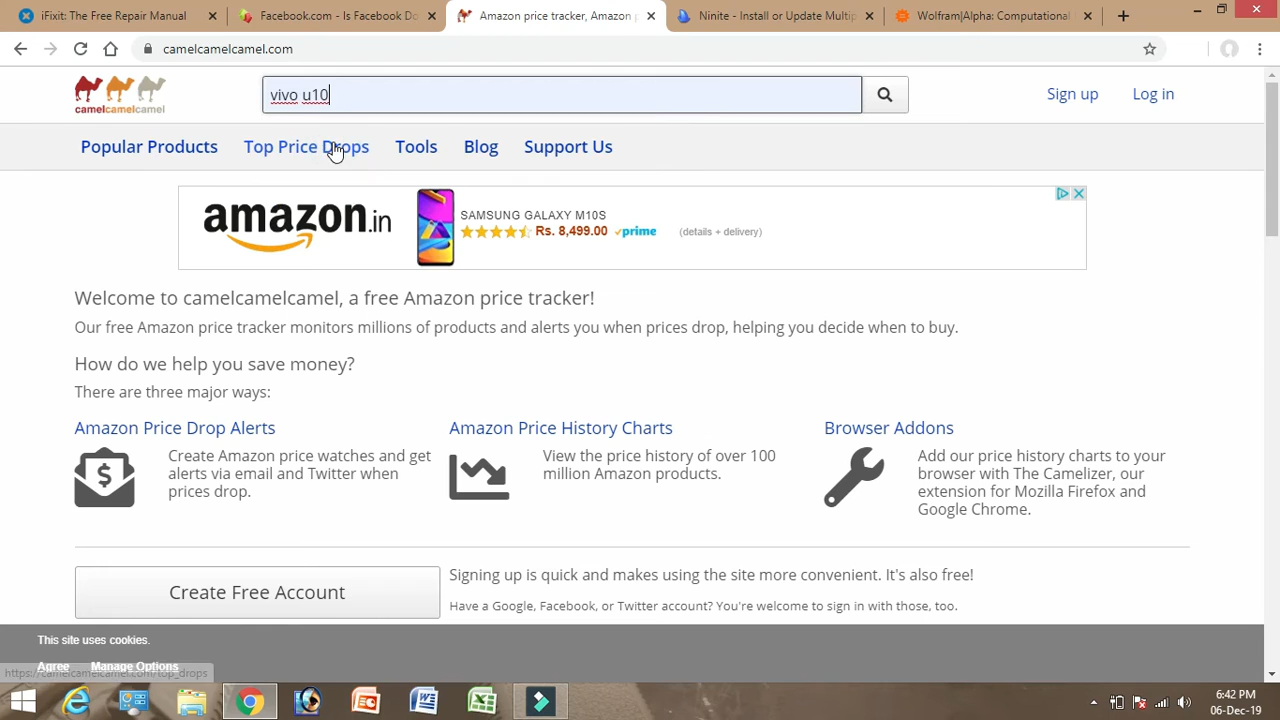 iFixit: The Free Repair Manual
Facebook.com - Is Facebook Do
Amazon price tracker, Amazon p
Ninite - Install or Update Multip
Wolfram|Alpha: Computational
camelcamelcamel.com
camelcamelcamel
vivo u10
Sign up
Log in
Popular Products
Top Price Drops
Tools
Blog
Support Us
amazon.in
SAMSUNG GALAXY M10S
Rs. 8,499.00 prime (details + delivery)
Welcome to camelcamelcamel, a free Amazon price tracker!
Our free Amazon price tracker monitors millions of products and alerts you when prices drop, helping you decide when to buy.
How do we help you save money?
There are three major ways:
Amazon Price Drop Alerts
Create Amazon price watches and get
alerts via email and Twitter when
prices drop.
Amazon Price History Charts
View the price history of over 100
million Amazon products.
Browser Addons
Add our price history charts to your
browser with The Camelizer, our
extension for Mozilla Firefox and
Google Chrome.
Create Free Account
Signing up is quick and makes using the site more convenient. It's also free!
Have a Google, Facebook, or Twitter account? You're welcome to sign in with those, too.
This site uses cookies.
Agree
Manage Options
https://camelcamelcamel.com/top_drops
6:42 PM
06-Dec-19